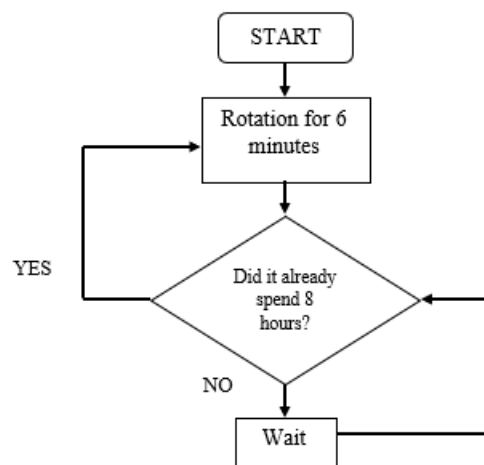 START
Rotation for 6
minutes
YES
Did it already
spend 8
hours?
NO
Wait